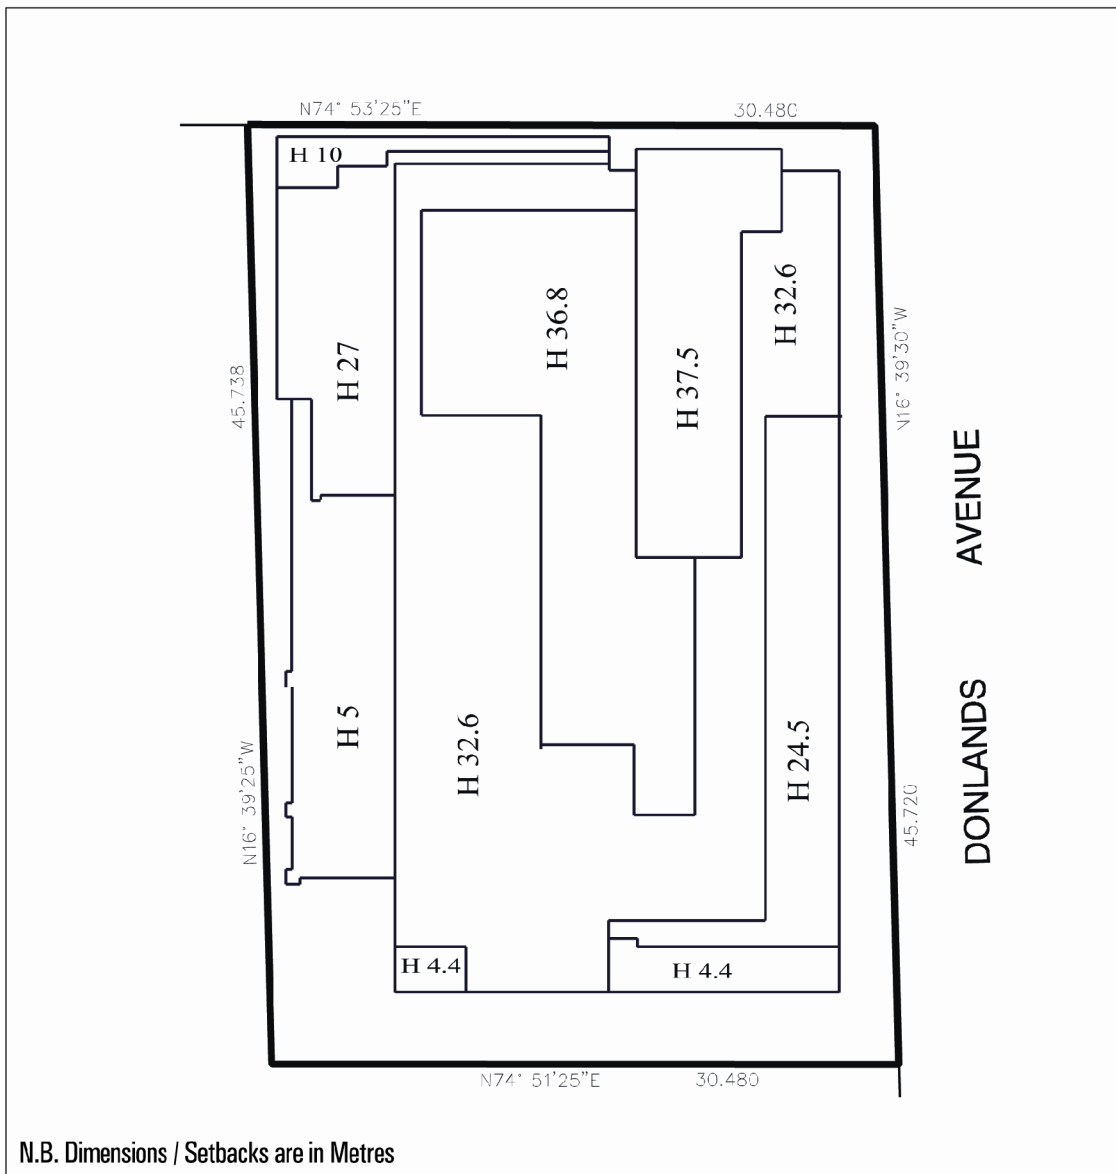 N74° 53'25"E
30.480
H 10
H 36.8
H 32.6
H 27
H 37.5
45.738
N16° 39'30"W
AVENUE
H 5
H 32.6
H 24.5
DONLANDS
N16° 39'25"W
45.720
H 4.4
H 4.4
N74° 51'25"E
30.480
N.B. Dimensions / Setbacks are in Metres